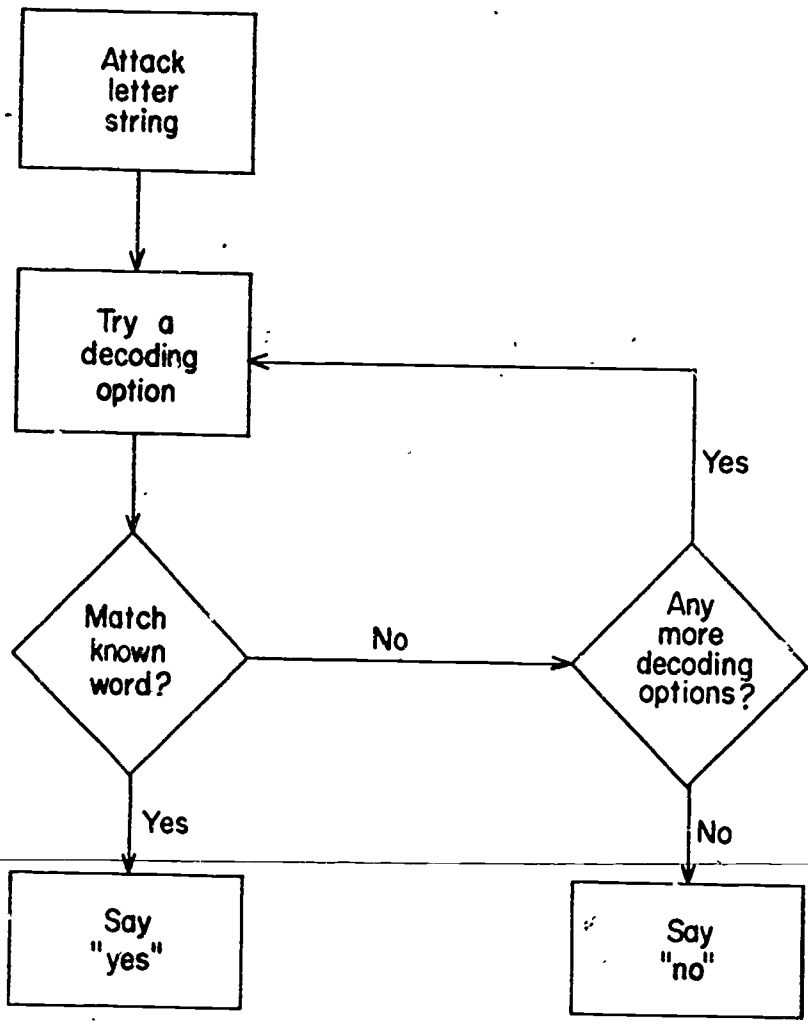 Attack
letter
string
Try a
decoding
option
Yes
Match
known
word?
No
Any
more
decoding
options?
Yes
No
Say
"yes"
Say
"no"